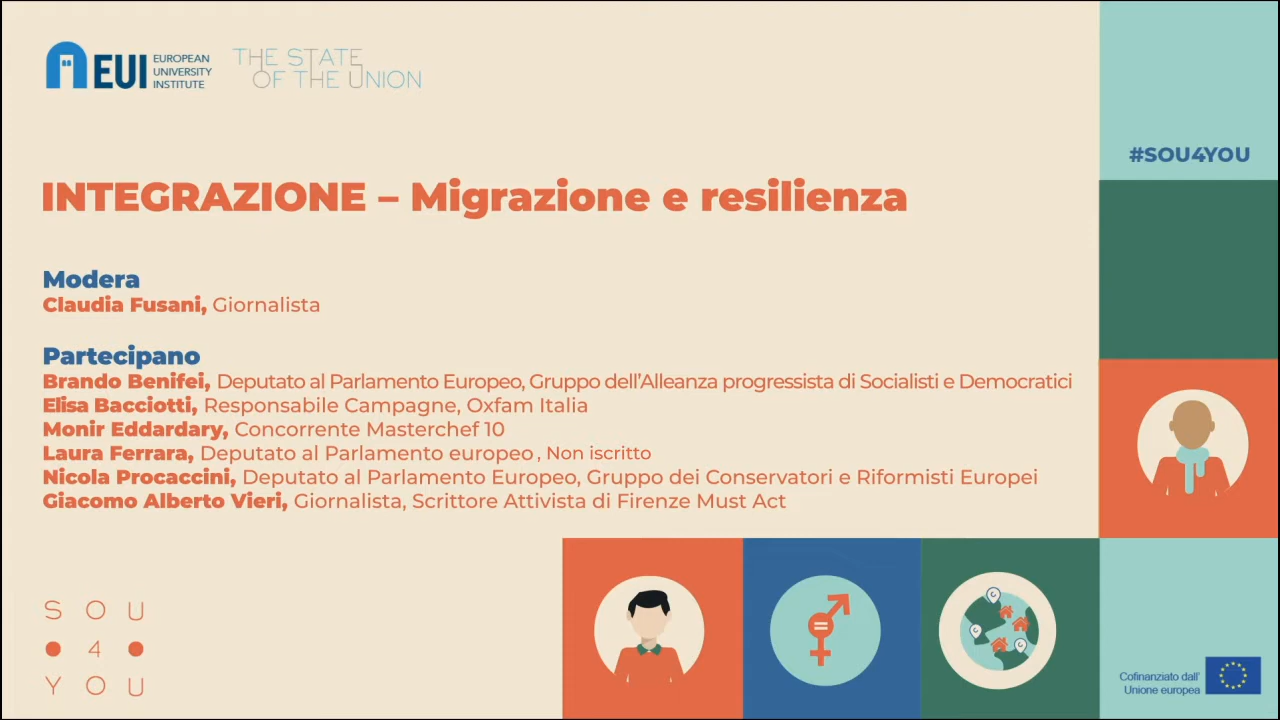 EUI EUROPEAN UNIVERSITY INSTITUTE
THE STATE OF THE UNION
#SOU4YOU
INTEGRAZIONE – Migrazione e resilienza
Modera
Claudia Fusani, Giornalista
Partecipano
Brando Benifei, Deputato al Parlamento Europeo, Gruppo dell'Alleanza progressista di Socialisti e Democratici
Elisa Bacciotti, Responsabile Campagne, Oxfam Italia
Monir Eddardary, Concorrente Masterchef 10
Laura Ferrara, Deputato al Parlamento europeo , Non iscritto
Nicola Procaccini, Deputato al Parlamento Europeo, Gruppo dei Conservatori e Riformisti Europei
Giacomo Alberto Vieri, Giornalista, Scrittore Attivista di Firenze Must Act
S O U
4
Y O U
Cofinanziato dall'
Unione europea